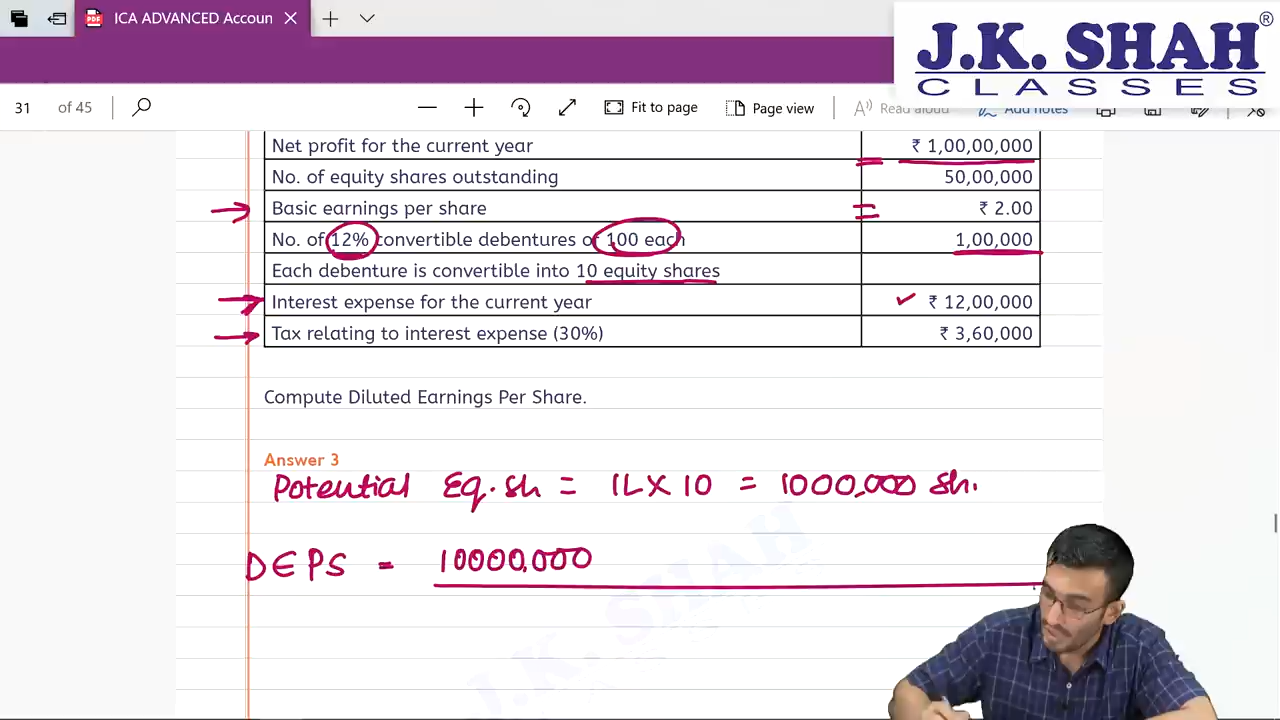 ICA ADVANCED Accoun
J.K. SHAH®
CLASSES
31 of 45
Fit to page
Page view
Read aloud
Add notes
Net profit for the current year ₹ 1,00,00,000
No. of equity shares outstanding 50,00,000
Basic earnings per share = ₹ 2.00
No. of 12% convertible debentures of 100 each 1,00,000
Each debenture is convertible into 10 equity shares
Interest expense for the current year ✓ ₹ 12,00,000
Tax relating to interest expense (30%) ₹ 3,60,000
Compute Diluted Earnings Per Share.
Answer 3
Potential Eq. sh = 1L X 10 = 1000,000 sh.
DEPS = 10000,000
J.K. SHAH